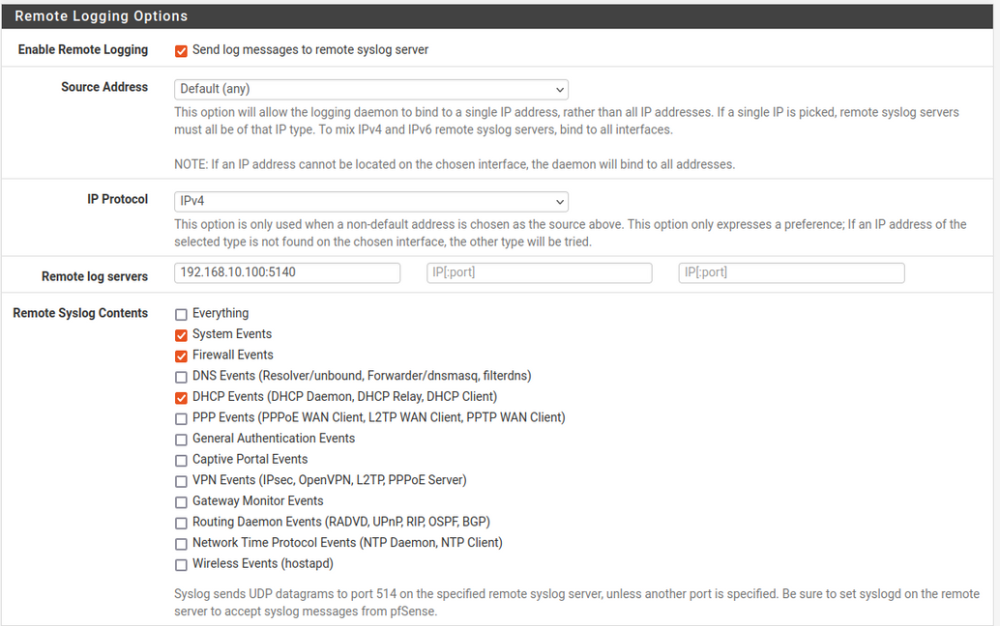 Remote Logging Options
Enable Remote Logging
Send log messages to remote syslog server
Source Address
Default (any)
This option will allow the logging daemon to bind to a single IP address, rather than all IP addresses. If a single IP is picked, remote syslog servers
must all be of that IP type. To mix IPv4 and IPv6 remote syslog servers, bind to all interfaces.
NOTE: If an IP address cannot be located on the chosen interface, the daemon will bind to all addresses.
IP Protocol
IPv4
This option is only used when a non-default address is chosen as the source above. This option only expresses a preference; If an IP address of the
selected type is not found on the chosen interface, the other type will be tried.
Remote log servers
192.168.10.100:5140
IP[:port]
IP[:port]
Remote Syslog Contents
Everything
System Events
Firewall Events
DNS Events (Resolver/unbound, Forwarder/dnsmasq, filterdns)
DHCP Events (DHCP Daemon, DHCP Relay, DHCP Client)
PPP Events (PPPoE WAN Client, L2TP WAN Client, PPTP WAN Client)
General Authentication Events
Captive Portal Events
VPN Events (IPsec, OpenVPN, L2TP, PPPoE Server)
Gateway Monitor Events
Routing Daemon Events (RADVD, UPnP, RIP, OSPF, BGP)
Network Time Protocol Events (NTP Daemon, NTP Client)
Wireless Events (hostapd)
Syslog sends UDP datagrams to port 514 on the specified remote syslog server, unless another port is specified. Be sure to set syslogd on the remote
server to accept syslog messages from pfSense.